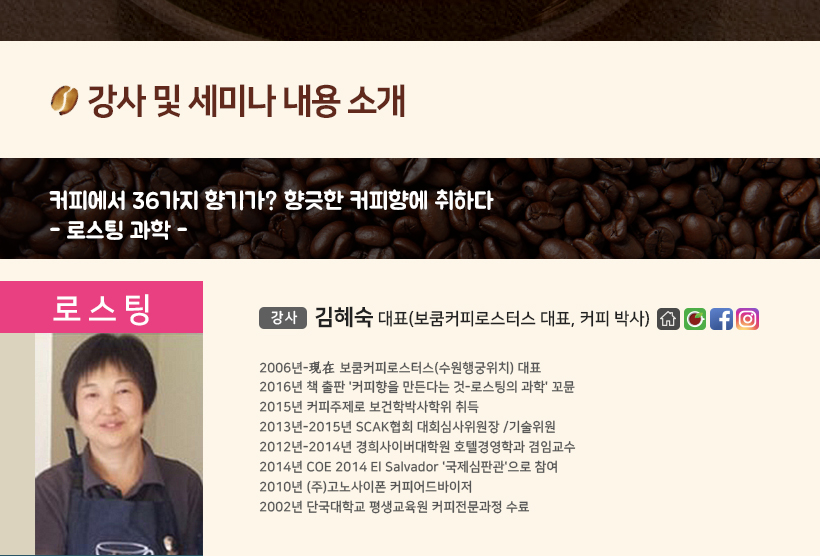 강사 및 세미나 내용 소개
커피에서 36가지 향기가? 향긋한 커피향에 취하다
- 로스팅 과학 -
로스팅
강사 김혜숙 대표(보쿰커피로스터스 대표, 커피 박사)
2006년-現在 보쿰커피로스터스(수원행궁위치) 대표
2016년 책 출판 '커피향을 만든다는 것-로스팅의 과학' 꼬뮨
2015년 커피주제로 보건학박사학위 취득
2013년-2015년 SCAK협회 대회심사위원장 /기술위원
2012년-2014년 경희사이버대학원 호텔경영학과 겸임교수
2014년 COE 2014 El Salvador '국제심판관'으로 참여
2010년 (주)고노사이폰 커피어드바이저
2002년 단국대학교 평생교육원 커피전문과정 수료